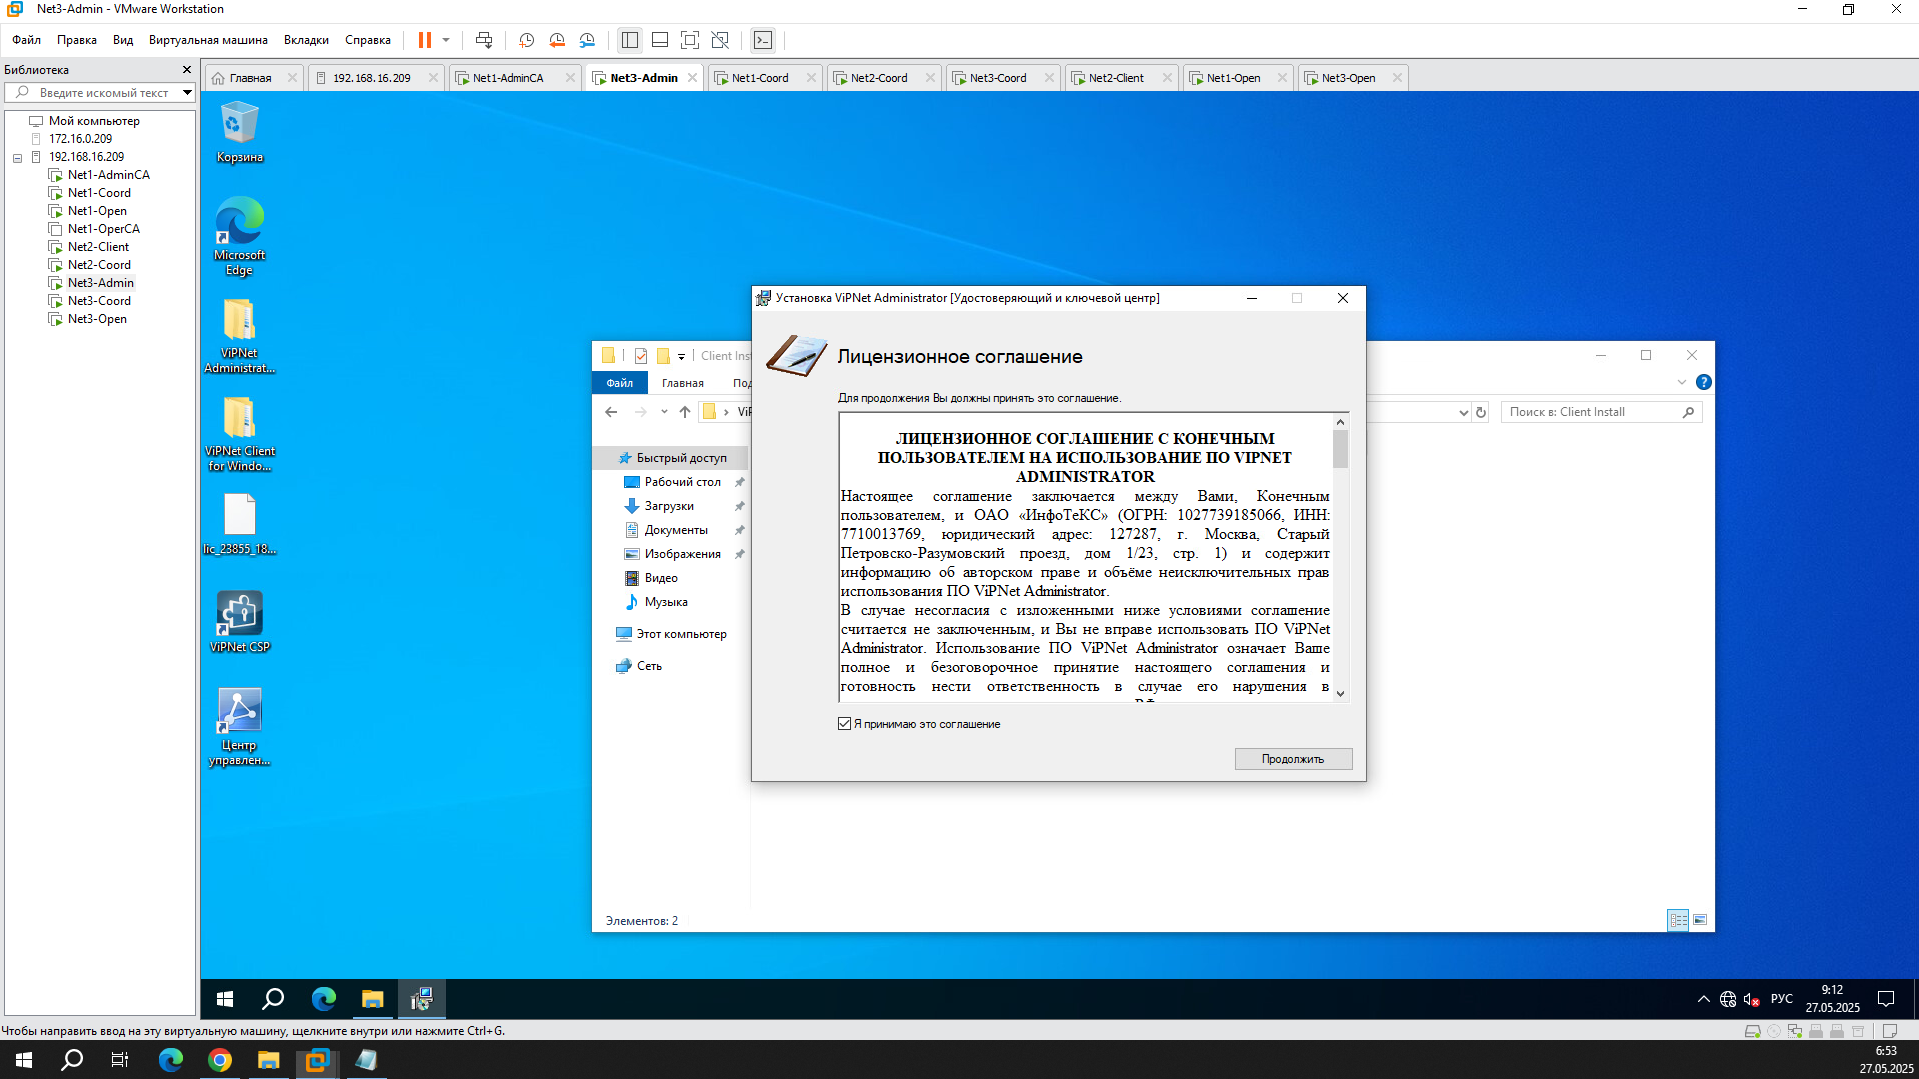 Net3-Admin - VMware Workstation
Файл Правка Вид Виртуальная машина Вкладки Справка
Библиотека
Введите искомый текст
Мой компьютер
172.16.0.209
192.168.16.209
Net1-AdminCA
Net1-Coord
Net1-Open
Net1-OperCA
Net2-Client
Net2-Coord
Net3-Admin
Net3-Coord
Net3-Open
Главная 192.168.16.209 Net1-AdminCA Net3-Admin Net1-Coord Net2-Coord Net3-Coord Net2-Client Net1-Open Net3-Open
Корзина
Microsoft
Edge
ViPNet
Administrat...
ViPNet Client
for Windo...
lic_23855_18...
ViPNet CSP
Центр
управлен...
Client Inst
Файл Главная Под
ViP
Поиск в: Client Install
Быстрый доступ
Рабочий стол
Загрузки
Документы
Изображения
Видео
Музыка
Этот компьютер
Сеть
Элементов: 2
Установка ViPNet Administrator [Удостоверяющий и ключевой центр]
Лицензионное соглашение
Для продолжения Вы должны принять это соглашение.
ЛИЦЕНЗИОННОЕ СОГЛАШЕНИЕ С КОНЕЧНЫМ
ПОЛЬЗОВАТЕЛЕМ НА ИСПОЛЬЗОВАНИЕ ПО VIPNET
ADMINISTRATOR
Настоящее соглашение заключается между Вами, Конечным
пользователем, и ОАО «ИнфоТеКС» (ОГРН: 1027739185066, ИНН:
7710013769, юридический адрес: 127287, г. Москва, Старый
Петровско-Разумовский проезд, дом 1/23, стр. 1) и содержит
информацию об авторском праве и объёме неисключительных прав
использования ПО ViPNet Administrator.
В случае несогласия с изложенными ниже условиями соглашение
считается не заключенным, и Вы не вправе использовать ПО ViPNet
Administrator. Использование ПО ViPNet Administrator означает Ваше
полное и безоговорочное принятие настоящего соглашения и
готовность нести ответственность в случае его нарушения в
Я принимаю это соглашение
Продолжить
РУС
9:12
27.05.2025
Чтобы направить ввод на эту виртуальную машину, щелкните внутри или нажмите Ctrl+G.
6:53
27.05.2025